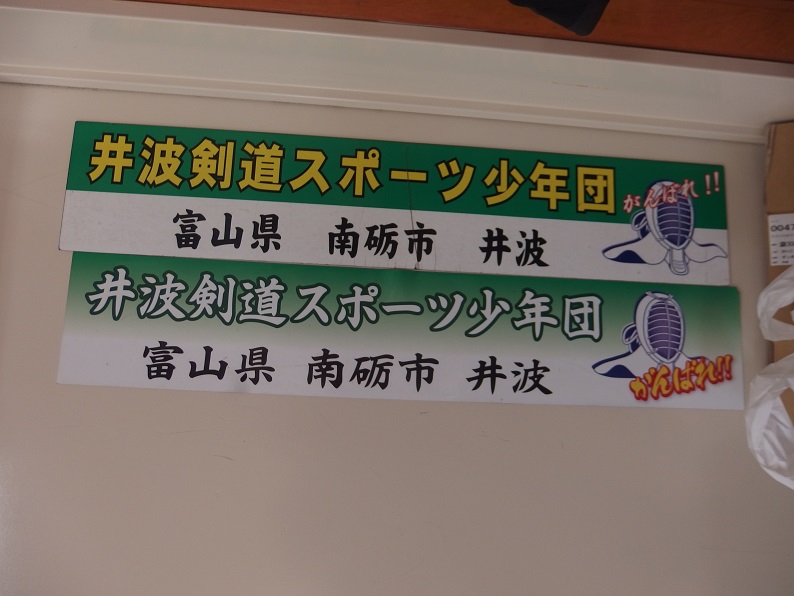 井波剣道スポーツ少年団
がんばれ!!
富山県 南砺市 井波
井波剣道スポーツ少年団
富山県 南砺市 井波
がんばれ!!
0047